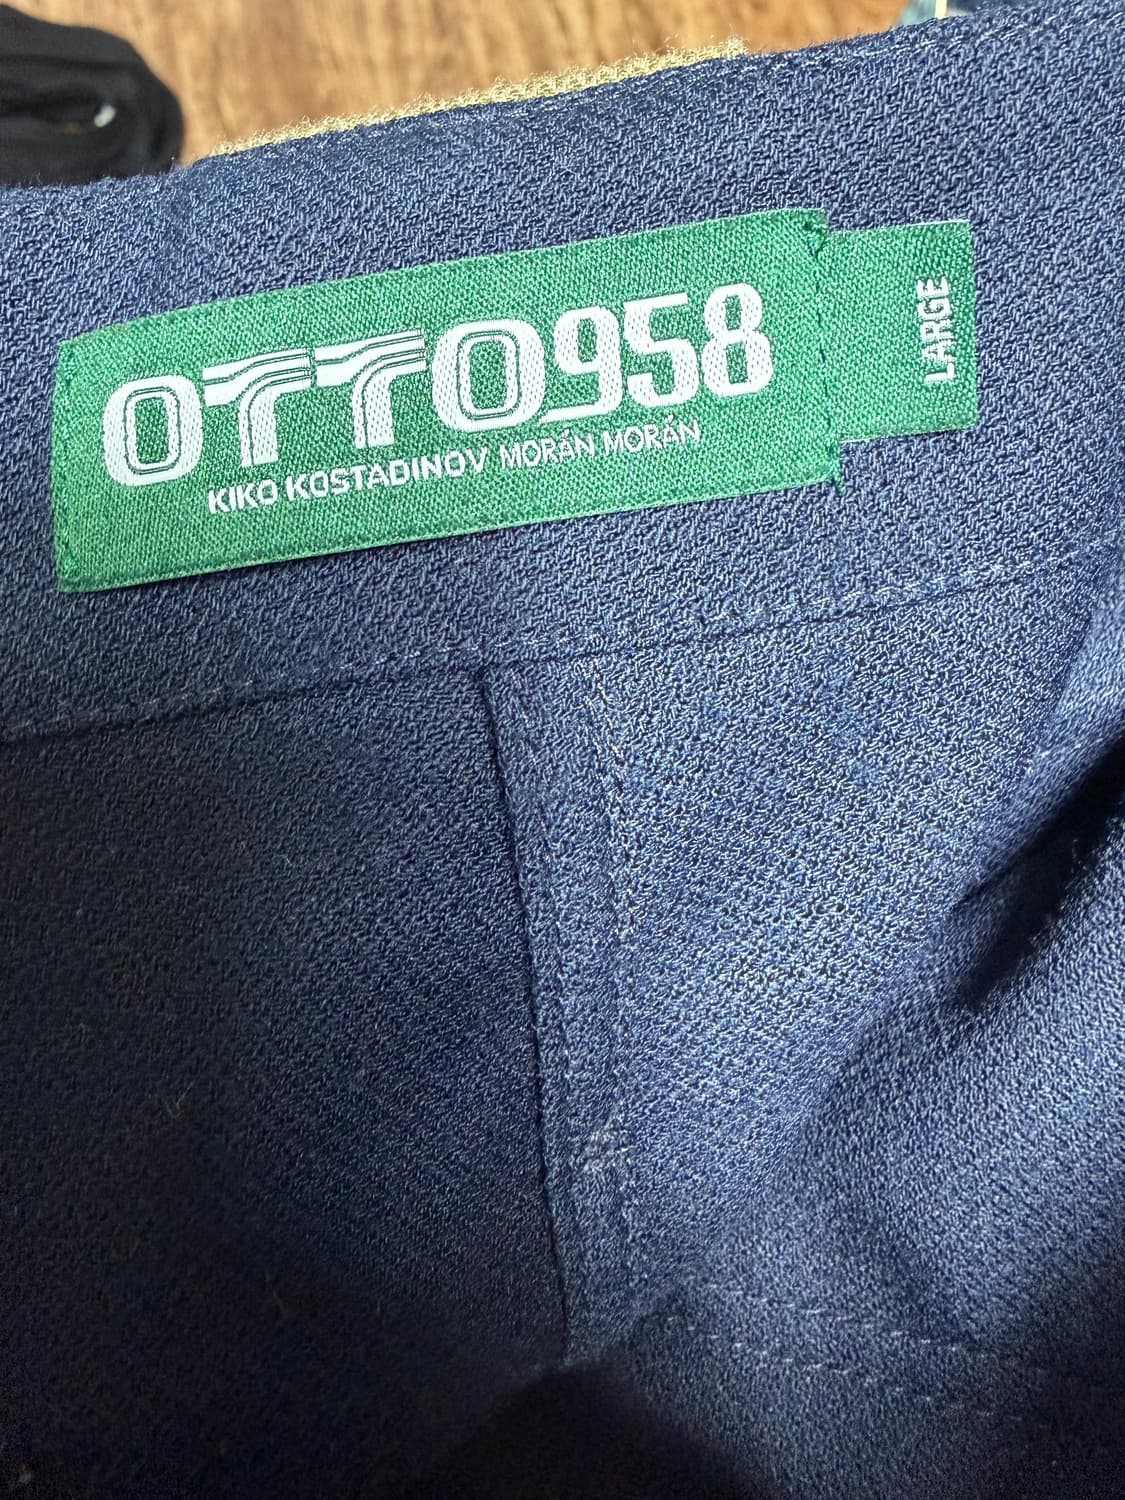 OTTO958
KIKO KOSTADINOV MORÁN MORÁN
LARGE